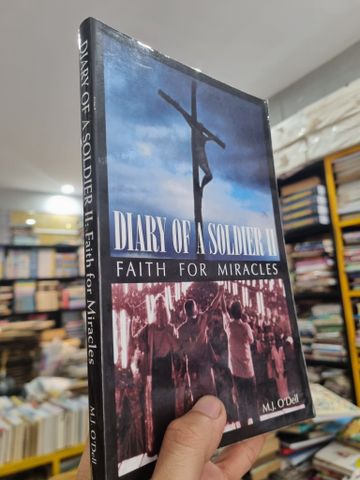 DIARY OF A SOLDIER II : Faith for Miracles
M.J. O'Dell
DIARY OF A SOLDIER II
FAITH FOR MIRACLES
M.J. O'Dell